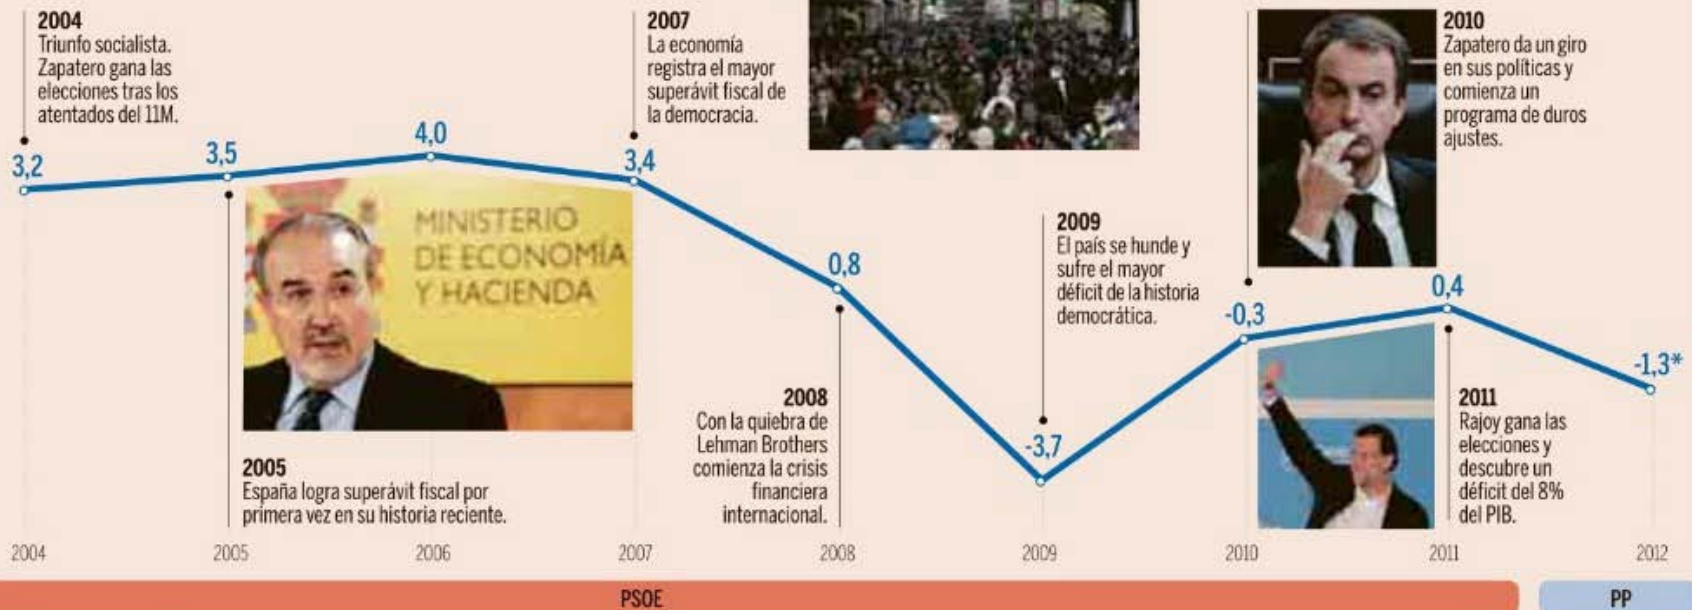 2004
Triunfo socialista.
Zapatero gana las
elecciones tras los
atentados del 11M.
2007
La economía
registra el mayor
superávit fiscal de
la democracia.
2010
Zapatero da un giro
en sus políticas y
comienza un
programa de duros
ajustes.
3,2
3,5
4,0
3,4
0,8
-3,7
-0,3
0,4
-1,3*
MINISTERIO
DE ECONOMÍA
Y HACIENDA
2009
El país se hunde y
sufre el mayor
déficit de la historia
democrática.
2005
España logra superávit fiscal por
primera vez en su historia reciente.
2008
Con la quiebra de
Lehman Brothers
comienza la crisis
financiera
internacional.
2011
Rajoy gana las
elecciones y
descubre un
déficit del 8%
del PIB.
2004
2005
2006
2007
2008
2009
2010
2011
2012
PSOE
PP